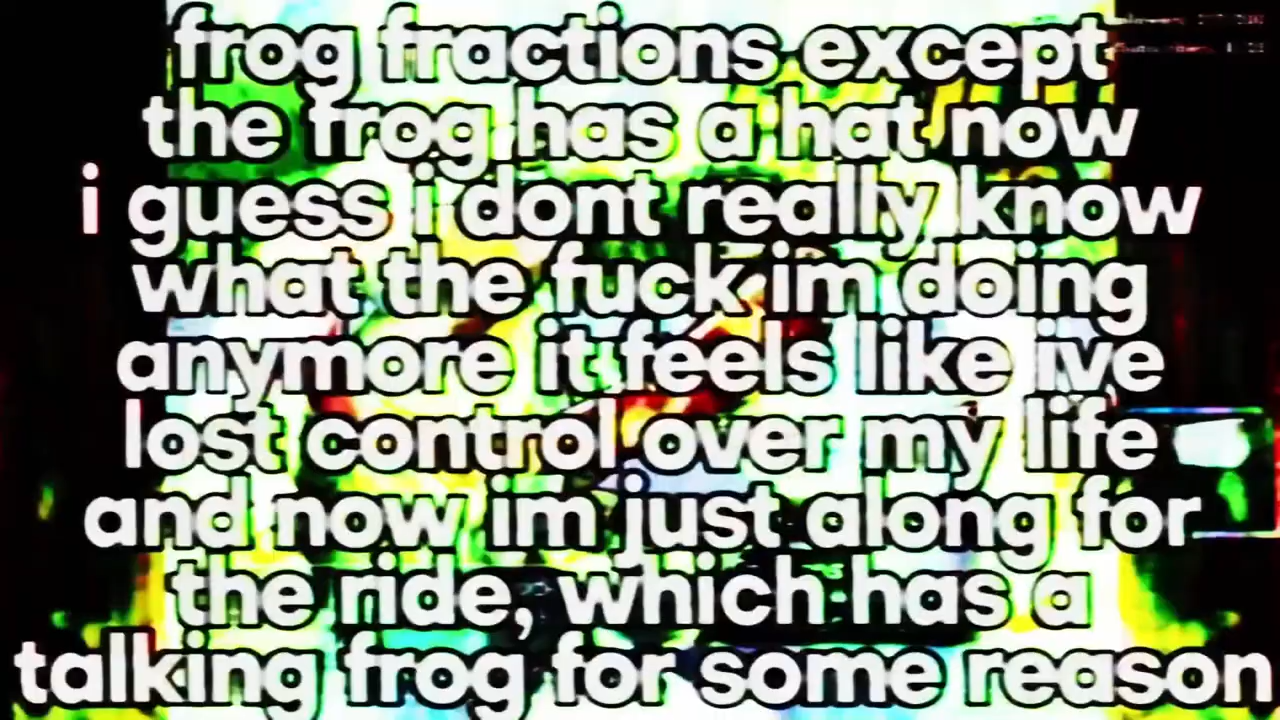 frog fractions except
the frog has a hat now
i guess i dont really know
what the fuck im doing
anymore it feels like ive
lost control over my life
and now im just along for
the ride, which has a
talking frog for some reason